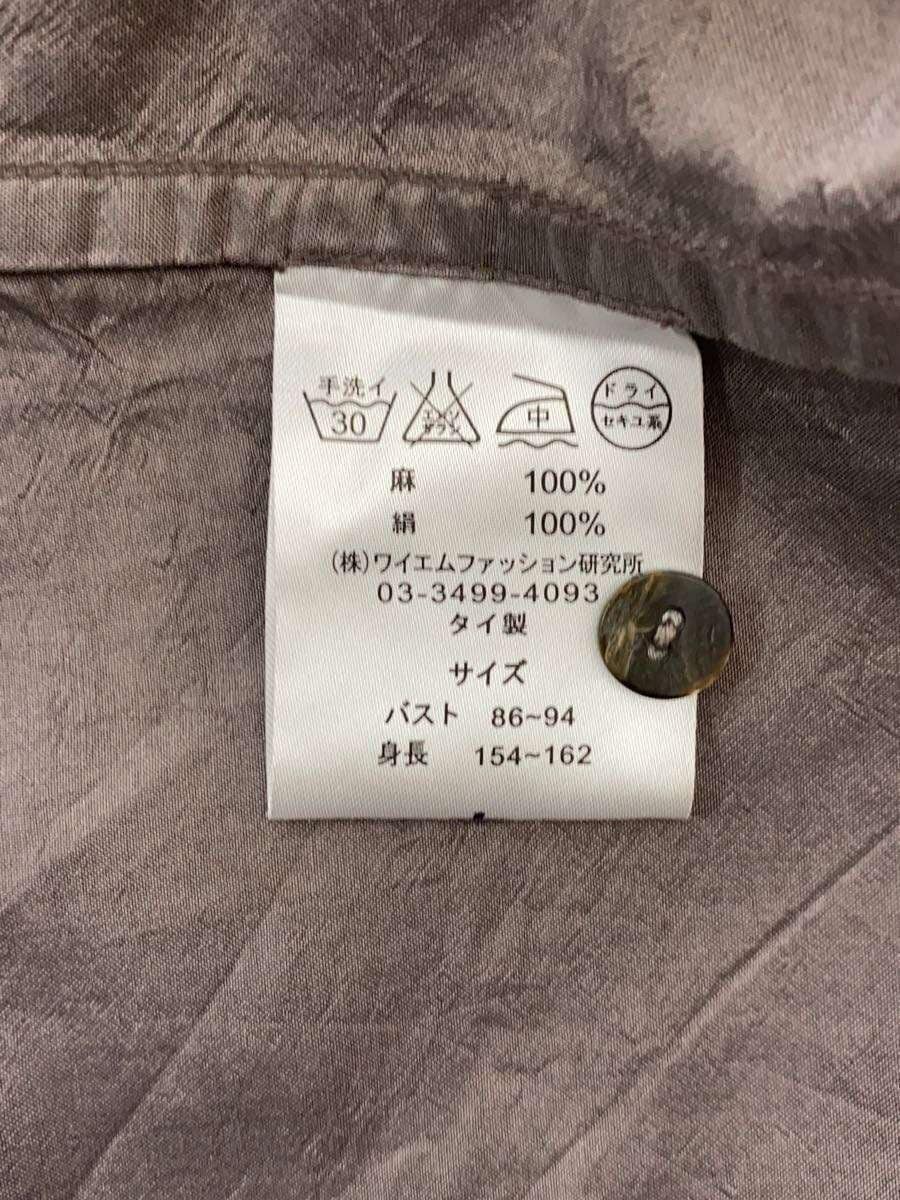 手洗イ
30
エンソ
サラシ
中
ドライ
セキユ系
麻 100%
絹 100%
(株)ワイエムファッション研究所
03-3499-4093
タイ製
サイズ
バスト 86~94
身長 154~162